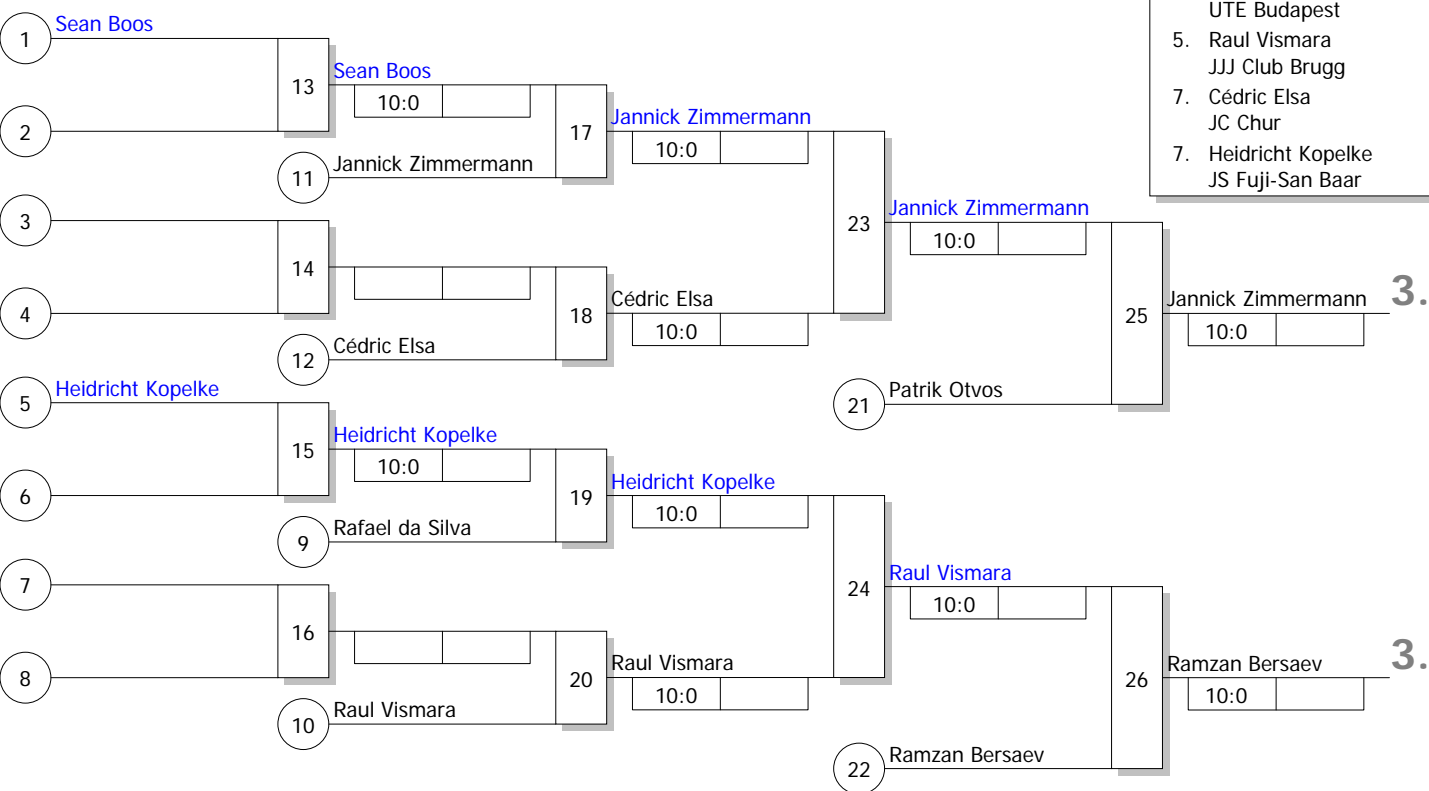 UTE Budapest
5. Raul Vismara
JJJ Club Brugg
7. Cédric Elsa
JC Chur
7. Heidricht Kopelke
JS Fuji-San Baar
1 Sean Boos
13 Sean Boos
10:0
2
17 Jannick Zimmermann
10:0
11 Jannick Zimmermann
3
23 Jannick Zimmermann
10:0
14
4
18 Cédric Elsa
10:0
12 Cédric Elsa
25 Jannick Zimmermann 3.
10:0
21 Patrik Otvos
5 Heidricht Kopelke
15 Heidricht Kopelke
10:0
6
19 Heidricht Kopelke
10:0
9 Rafael da Silva
7
24 Raul Vismara
10:0
16
8
20 Raul Vismara
10:0
10 Raul Vismara
26 Ramzan Bersaev 3.
10:0
22 Ramzan Bersaev